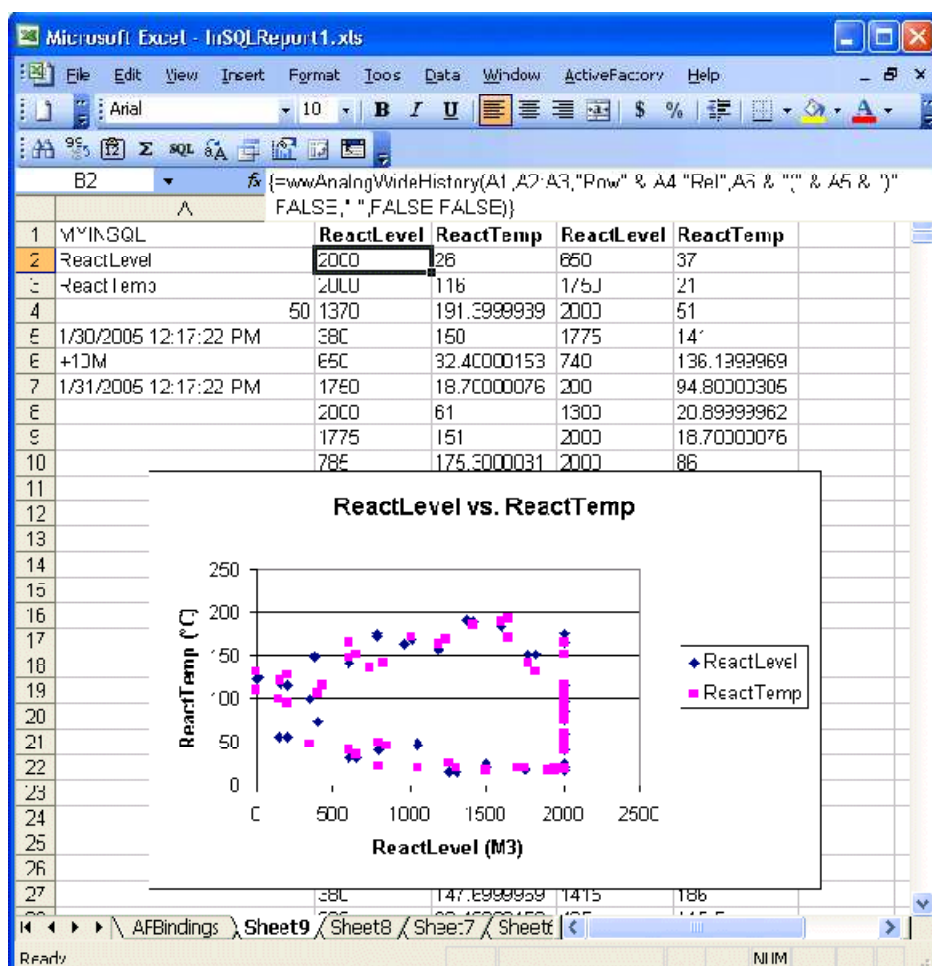 Microsoft Excel - InSQLReport1.xls
File Edit View Insert Format Tools Data Window ActiveFactory Help
Arial 10 B I U $ %
Σ SQL
B2 fx {=wwAnalogWideHistory(A1,A2:A3,"Row" & A4,"Rel",A6 & "(" & A5 & ")"
FALSE," ",FALSE FALSE)}
A
1 MYINSQL ReactLevel ReactTemp ReactLevel ReactTemp
2 ReactLevel 2000 26 650 37
3 ReactTemp 2000 116 1750 21
4 50 1370 191.3999939 2000 51
5 1/30/2005 12:17:22 PM 380 150 1775 141
6 +10M 650 32.40000153 740 136.1999969
7 1/31/2005 12:17:22 PM 1750 18.70000076 200 94.80000305
8 2000 61 1300 20.89999962
9 1775 151 2000 18.70000076
10 785 175.3000031 2000 86
11
12
13
14
15
16
17
18
19
20
21
22
23
24
25
26
ReactLevel vs. ReactTemp
ReactTemp (°C)
250
200
150
100
50
0
0 500 1000 1500 2000 2500
ReactLevel (M3)
ReactLevel
ReactTemp
27 380 147.6999969 1415 186
AFBindings Sheet9 Sheet8 Sheet7
Ready NUM